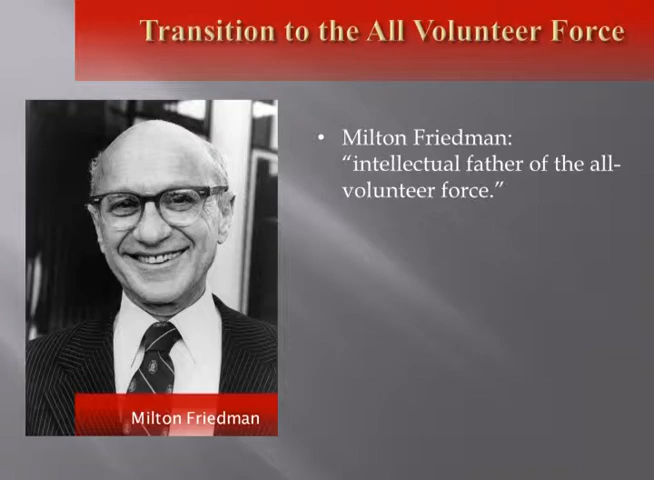 Transition to the All Volunteer Force
• Milton Friedman:
“intellectual father of the all-
volunteer force.”
Milton Friedman